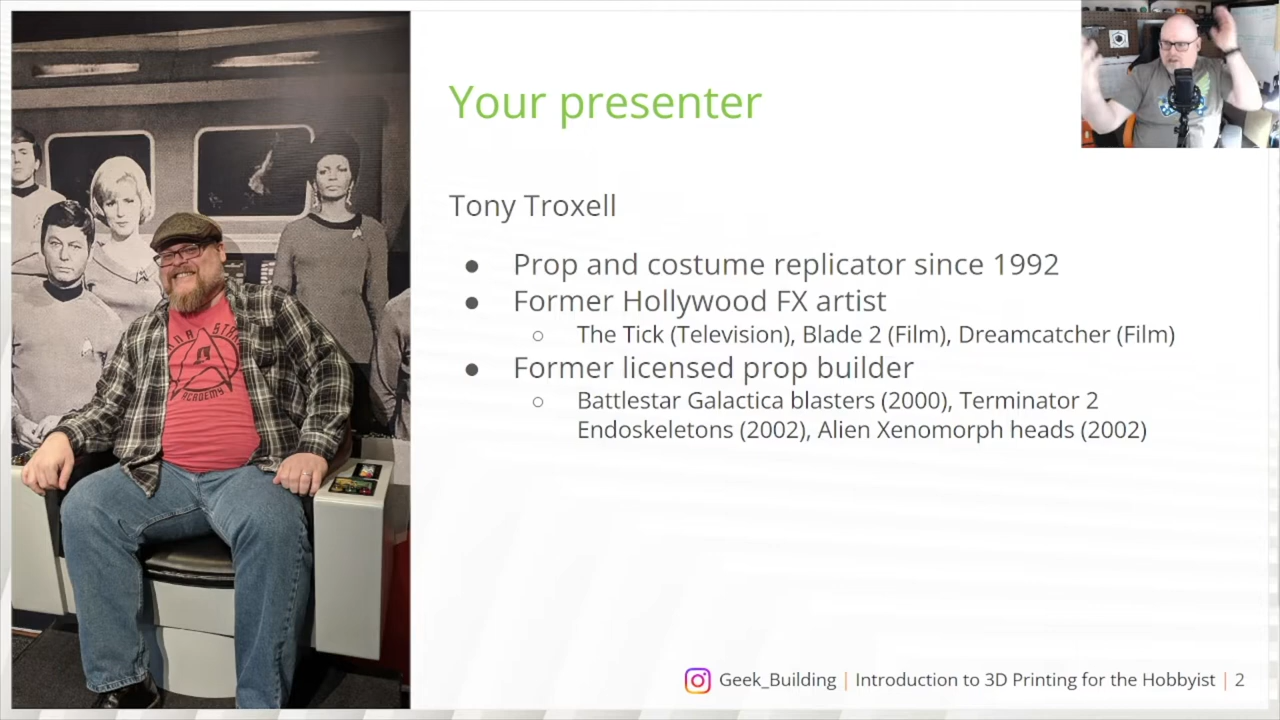 Your presenter
Tony Troxell
● Prop and costume replicator since 1992
● Former Hollywood FX artist
○ The Tick (Television), Blade 2 (Film), Dreamcatcher (Film)
● Former licensed prop builder
○ Battlestar Galactica blasters (2000), Terminator 2
Endoskeletons (2002), Alien Xenomorph heads (2002)
ACADEMY
Geek_Building | Introduction to 3D Printing for the Hobbyist | 2